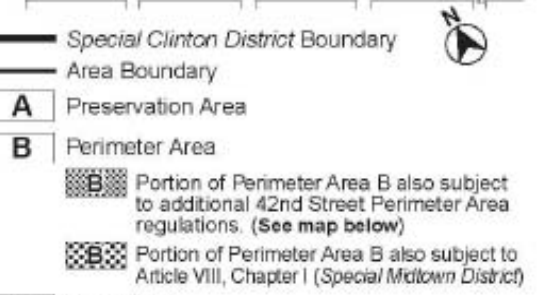 N
Special Clinton District Boundary
Area Boundary
A Preservation Area
B Perimeter Area
B Portion of Perimeter Area B also subject
to additional 42nd Street Perimeter Area
regulations. (See map below)
B Portion of Perimeter Area B also subject to
Article VIII, Chapter I (Special Midtown District)